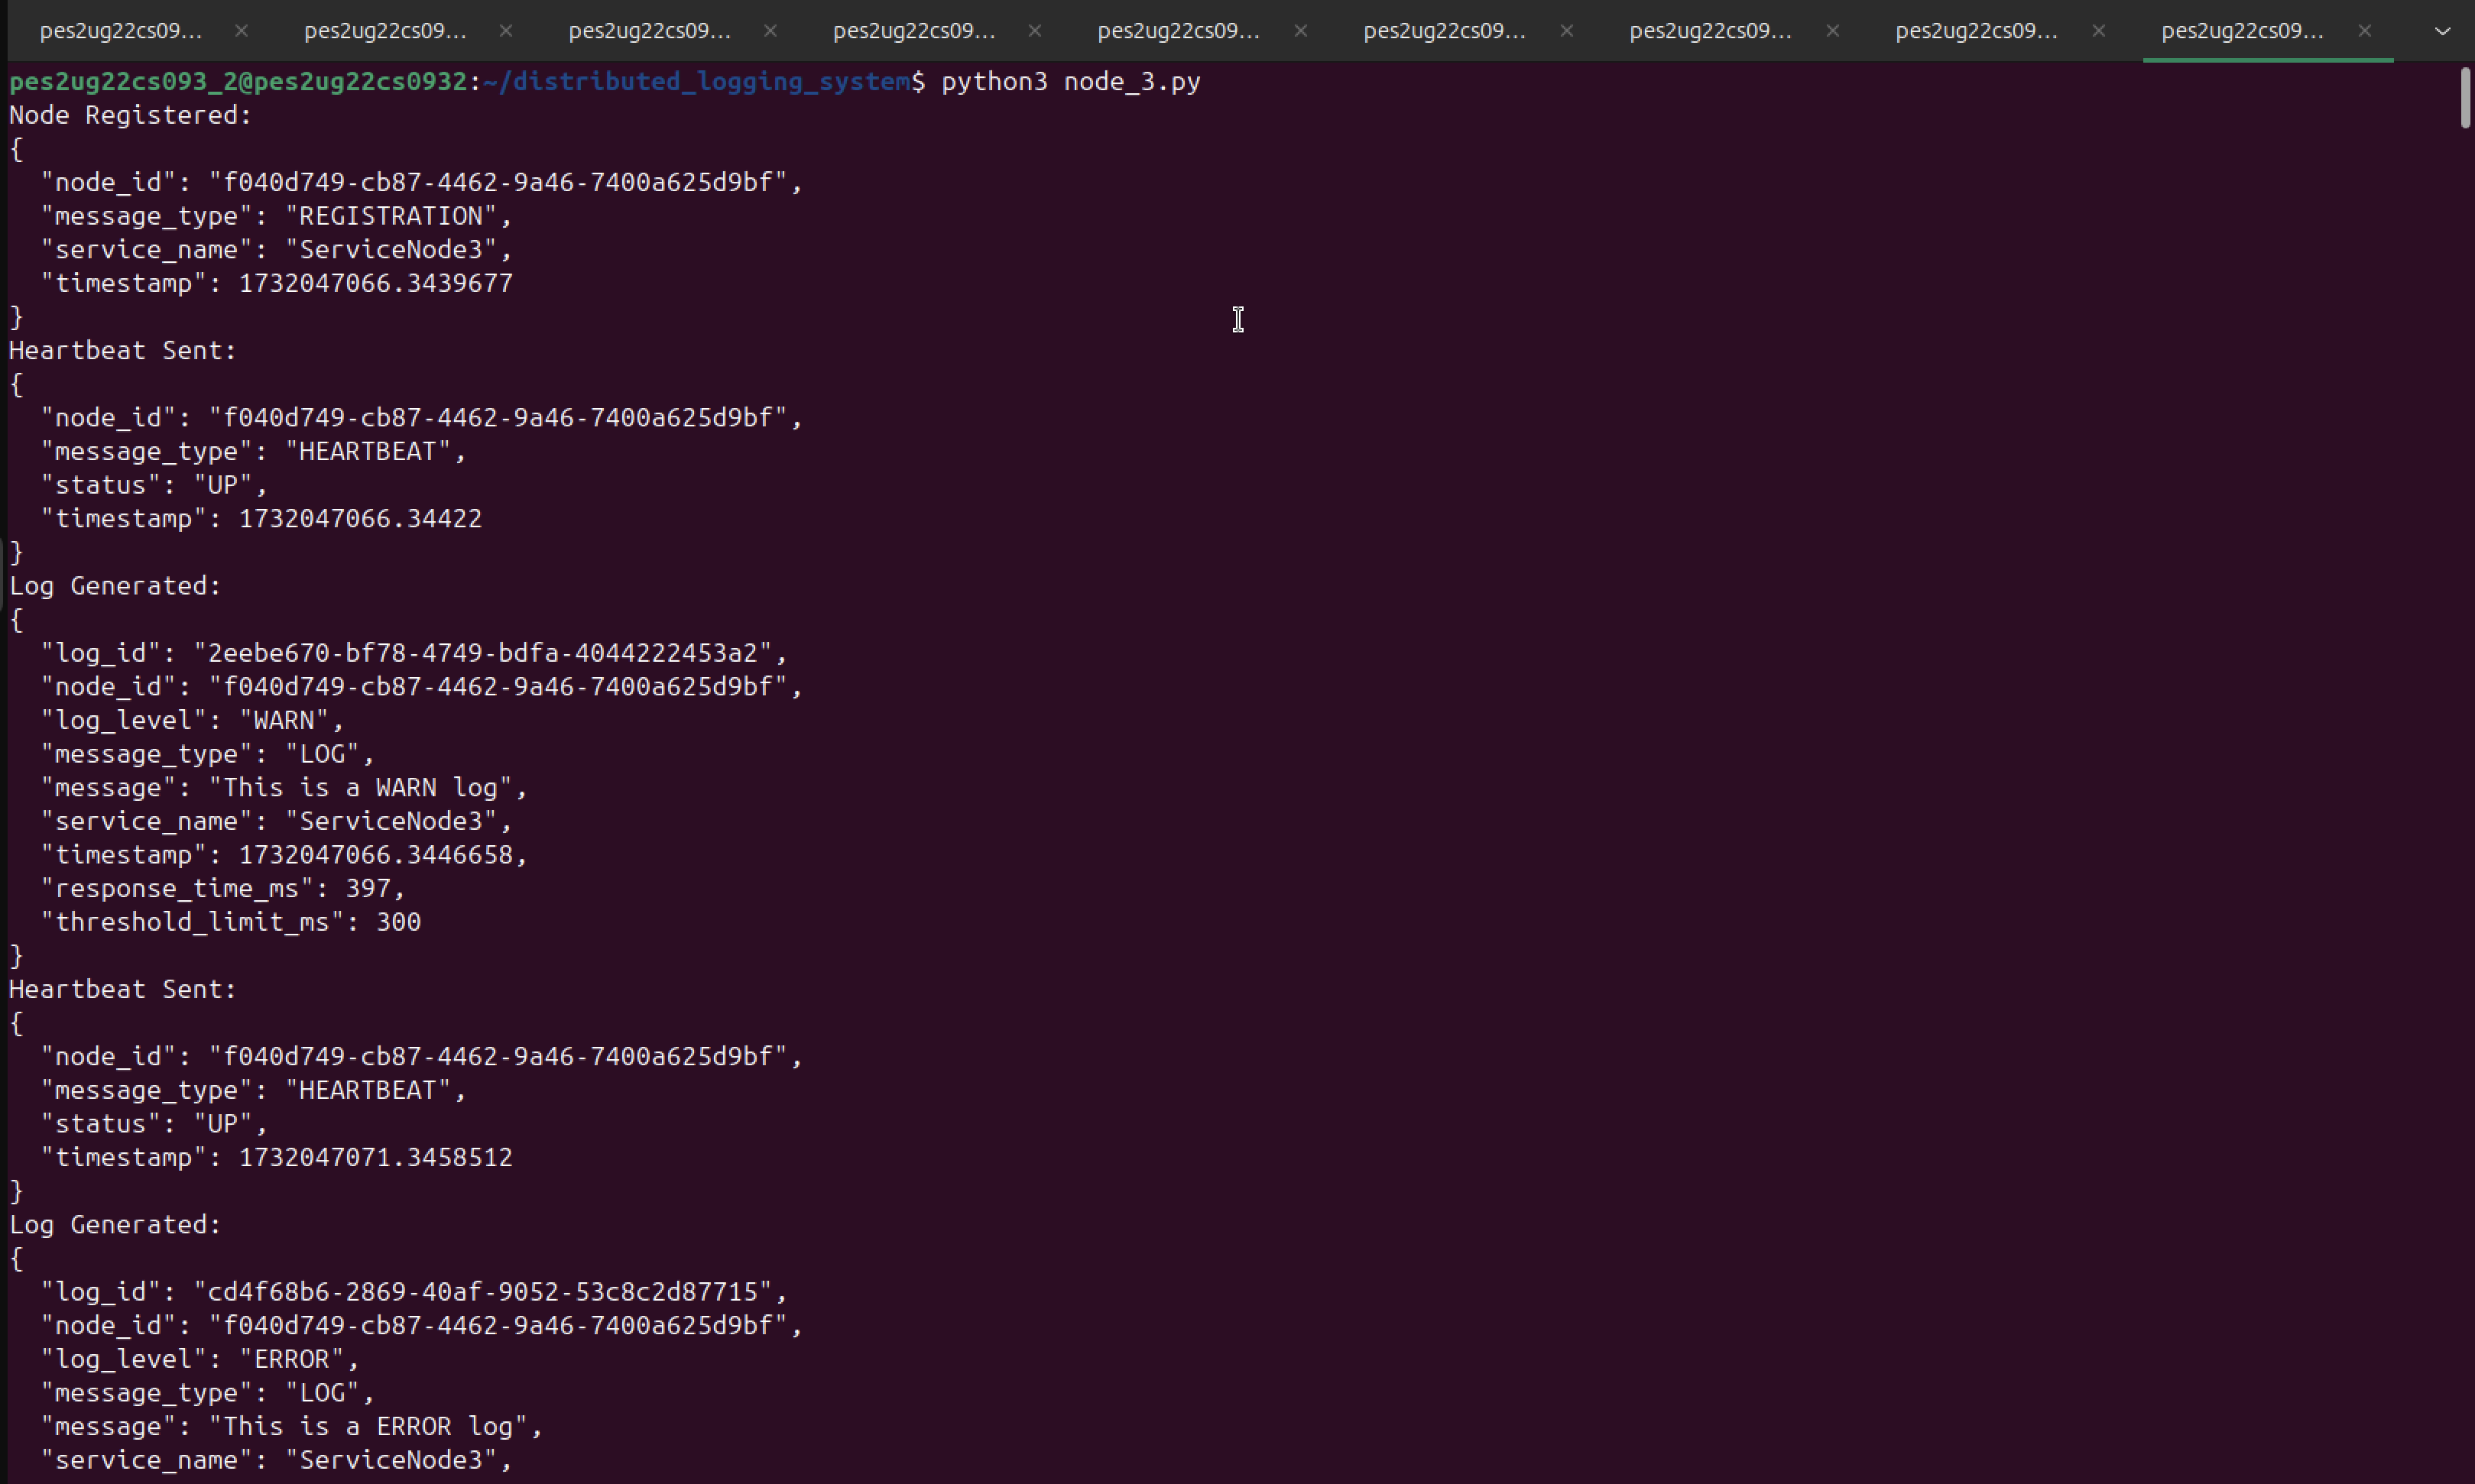 pes2ug22cs09... pes2ug22cs09... pes2ug22cs09... pes2ug22cs09... pes2ug22cs09... pes2ug22cs09... pes2ug22cs09... pes2ug22cs09... pes2ug22cs09...
pes2ug22cs093_2@pes2ug22cs0932:~/distributed_logging_system$ python3 node_3.py
Node Registered:
{
  "node_id": "f040d749-cb87-4462-9a46-7400a625d9bf",
  "message_type": "REGISTRATION",
  "service_name": "ServiceNode3",
  "timestamp": 1732047066.3439677
}
Heartbeat Sent:
{
  "node_id": "f040d749-cb87-4462-9a46-7400a625d9bf",
  "message_type": "HEARTBEAT",
  "status": "UP",
  "timestamp": 1732047066.34422
}
Log Generated:
{
  "log_id": "2eebe670-bf78-4749-bdfa-4044222453a2",
  "node_id": "f040d749-cb87-4462-9a46-7400a625d9bf",
  "log_level": "WARN",
  "message_type": "LOG",
  "message": "This is a WARN log",
  "service_name": "ServiceNode3",
  "timestamp": 1732047066.3446658,
  "response_time_ms": 397,
  "threshold_limit_ms": 300
}
Heartbeat Sent:
{
  "node_id": "f040d749-cb87-4462-9a46-7400a625d9bf",
  "message_type": "HEARTBEAT",
  "status": "UP",
  "timestamp": 1732047071.3458512
}
Log Generated:
{
  "log_id": "cd4f68b6-2869-40af-9052-53c8c2d87715",
  "node_id": "f040d749-cb87-4462-9a46-7400a625d9bf",
  "log_level": "ERROR",
  "message_type": "LOG",
  "message": "This is a ERROR log",
  "service_name": "ServiceNode3",